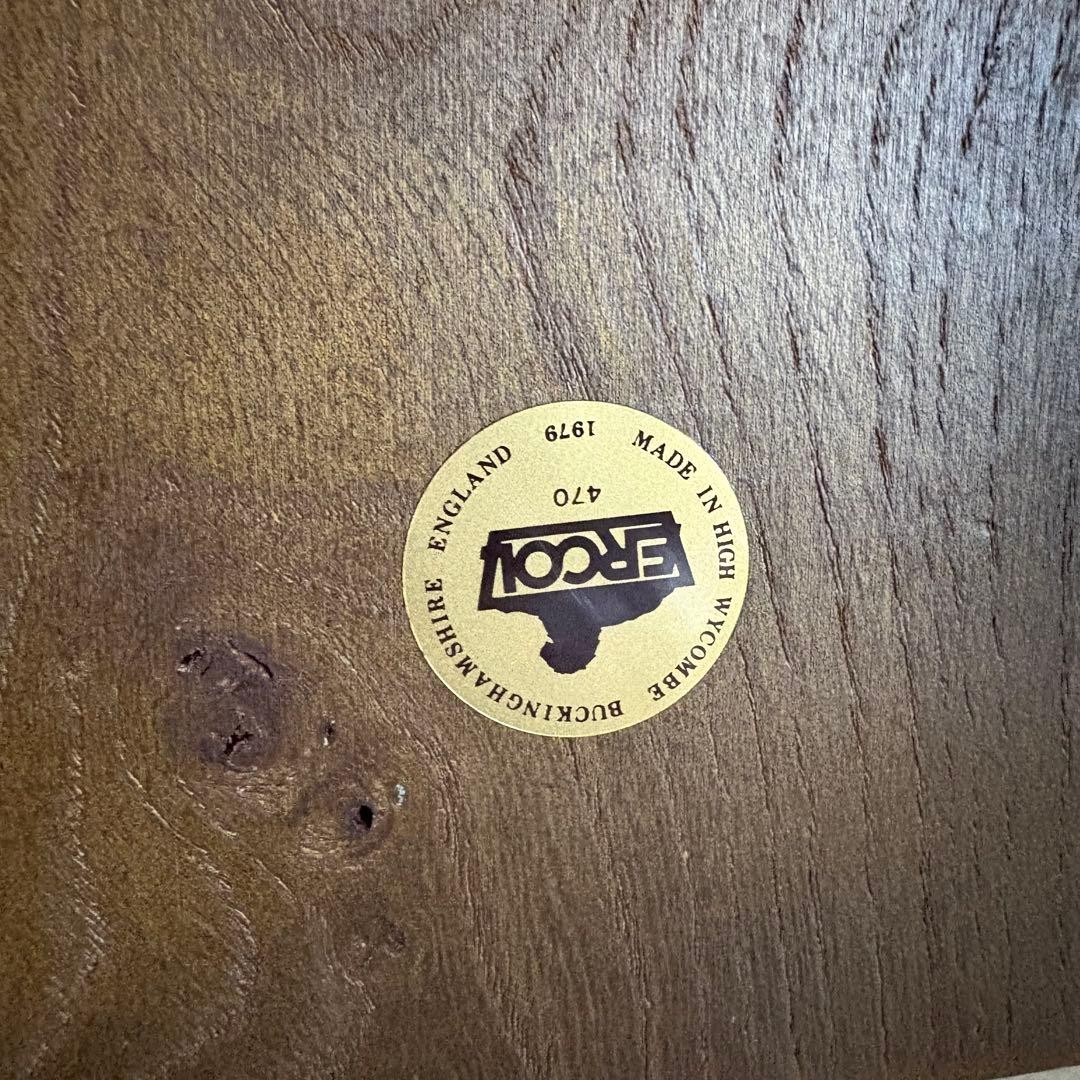 MADE IN HIGH WYCOMBE BUCKINGHAMSHIRE ENGLAND
ERCOL
470
1979